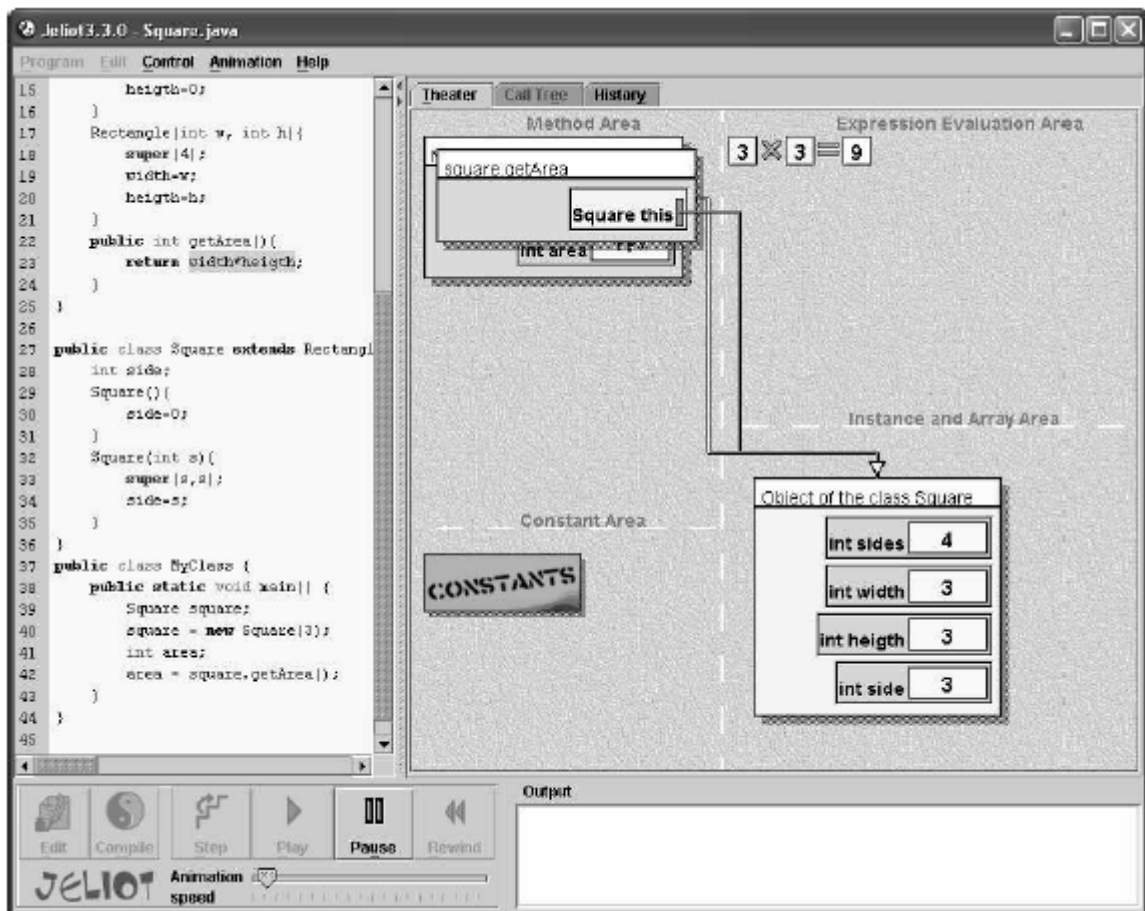 Jeliot3.3.0 - Square.java
Program Edit Control Animation Help
15 heigth=0;
16 }
17 Rectangle(int w, int h){
18 super(4);
19 width=w;
20 heigth=h;
21 }
22 public int getArea(){
23 return width*heigth;
24 }
25 }
26
27 public class Square extends Rectangl
28 int side;
29 Square(){
30 side=0;
31 }
32 Square(int s){
33 super(s,s);
34 side=s;
35 }
36 }
37 public class MyClass {
38 public static void main() {
39 Square square;
40 square = new Square(3);
41 int area;
42 area = square.getArea();
43 }
44 }
45
Theater Call Tree History
Method Area
square.getArea
Square this
int area
Expression Evaluation Area
3 × 3 = 9
Instance and Array Area
Object of the class Square
int sides 4
int width 3
int heigth 3
int side 3
Constant Area
CONSTANTS
Edit Compile Step Play Pause Rewind
JELIOT
Animation
speed
Output